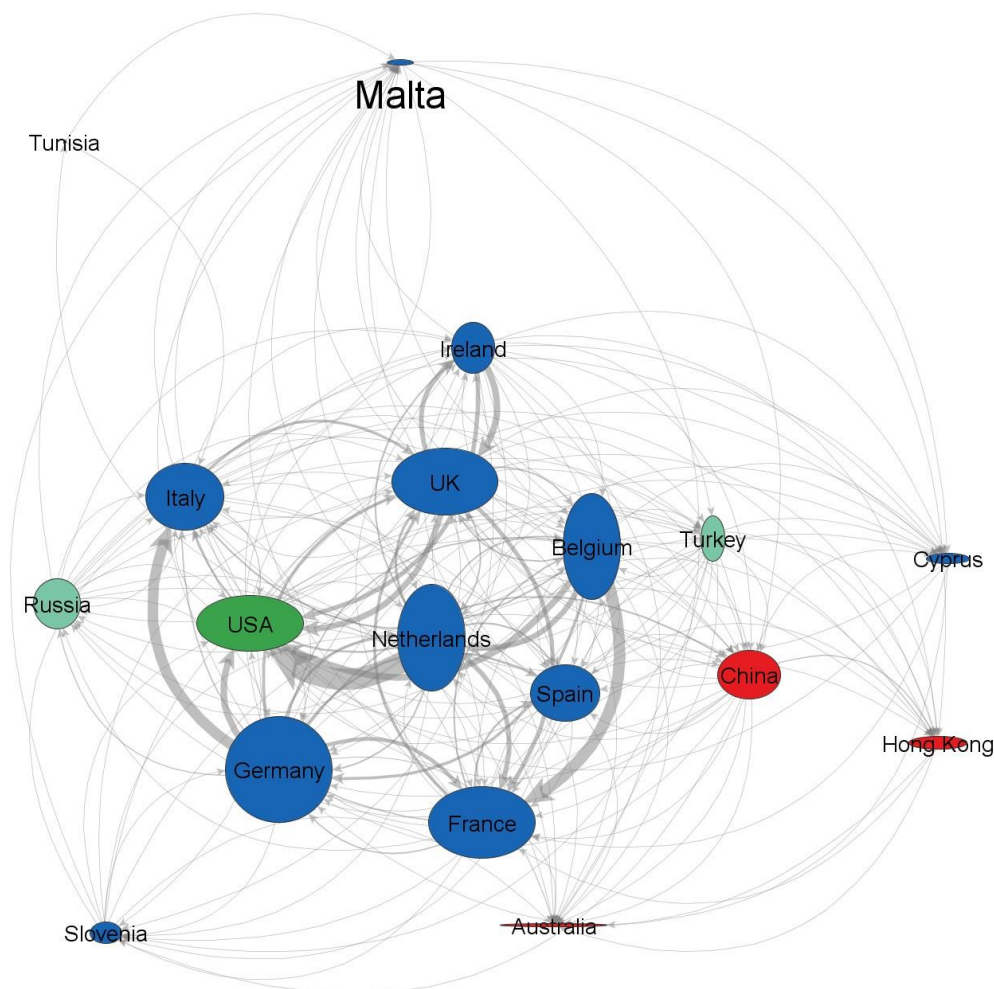 Malta
Tunisia
Ireland
UK
Italy
Belgium
Turkey
Cyprus
Russia
USA
Netherlands
China
Spain
Hong Kong
Germany
France
Australia
Slovenia